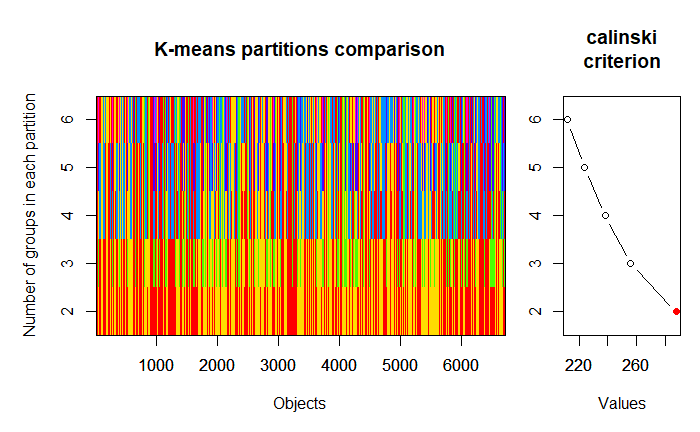 K-means partitions comparison
calinski
criterion
Number of groups in each partition
6
5
4
3
2
1000 2000 3000 4000 5000 6000
Objects
6
5
4
3
2
220 260
Values